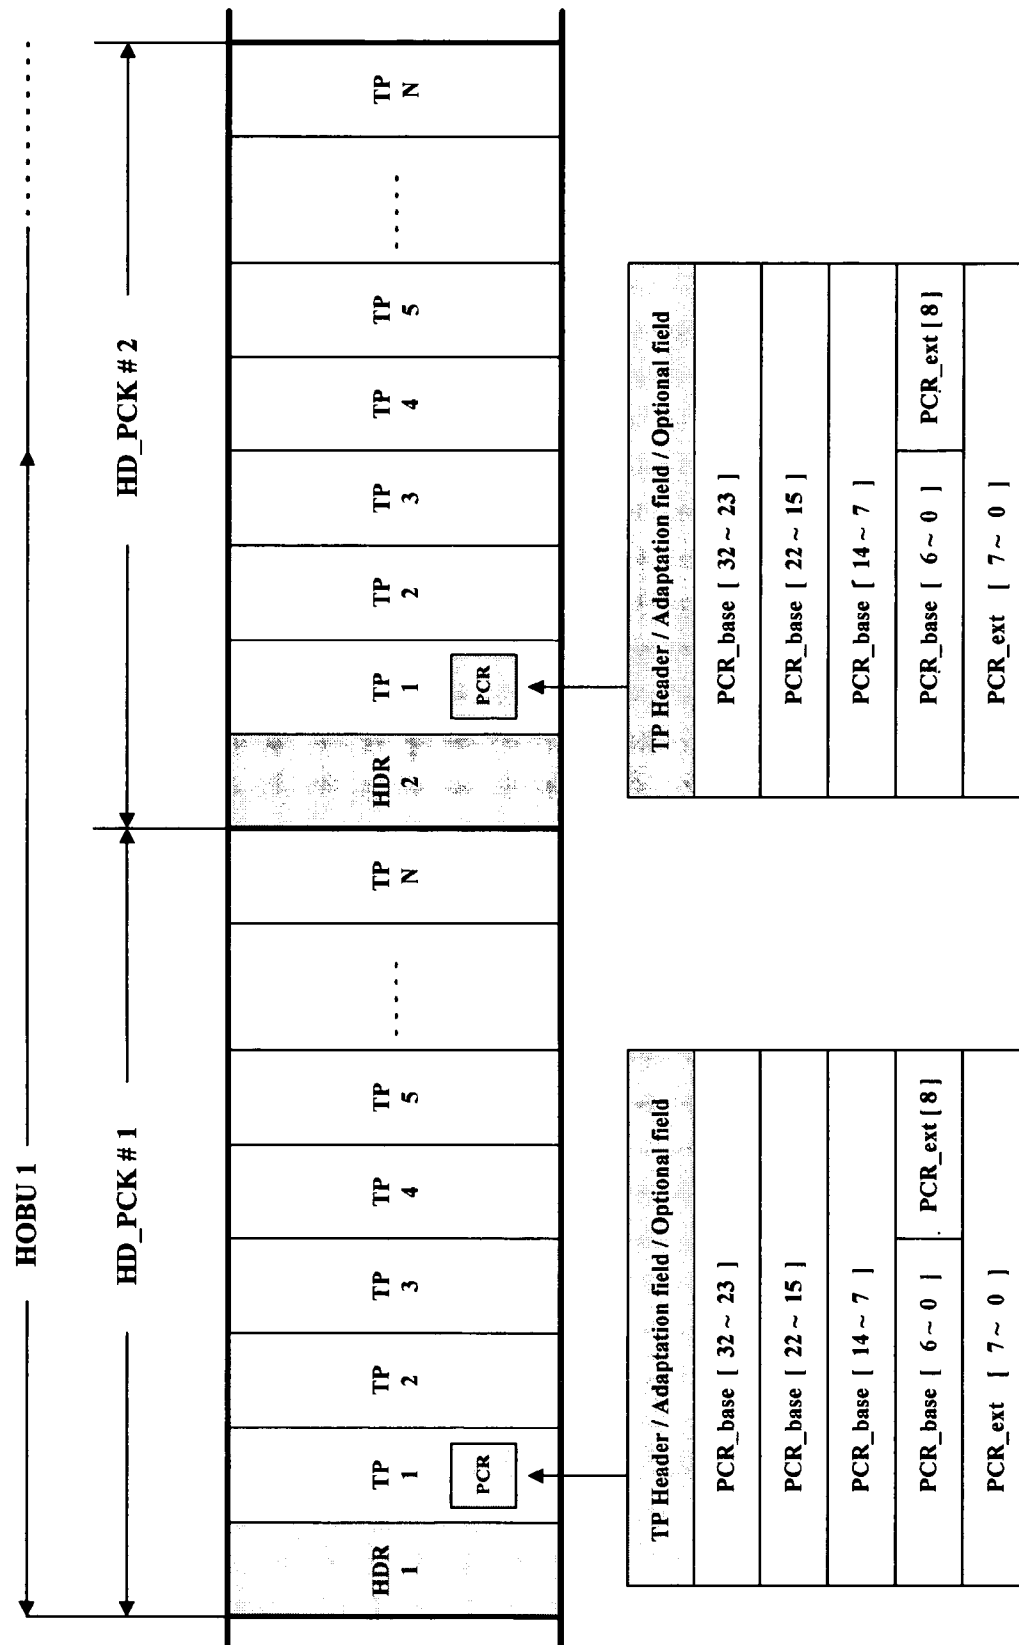 HOBU 1
HD_PCK # 1
HD_PCK # 2
HDR 1
TP 1
PCR
TP 2
TP 3
TP 4
TP 5
.....
TP N
HDR 2
TP 1
PCR
TP 2
TP 3
TP 4
TP 5
.....
TP N
TP Header / Adaptation field / Optional field
PCR_base [ 32 ~ 23 ]
PCR_base [ 22 ~ 15 ]
PCR_base [ 14 ~ 7 ]
PCR_base [ 6 ~ 0 ] PCR_ext [ 8 ]
PCR_ext [ 7 ~ 0 ]
TP Header / Adaptation field / Optional field
PCR_base [ 32 ~ 23 ]
PCR_base [ 22 ~ 15 ]
PCR_base [ 14 ~ 7 ]
PCR_base [ 6 ~ 0 ] PCR_ext [ 8 ]
PCR_ext [ 7 ~ 0 ]